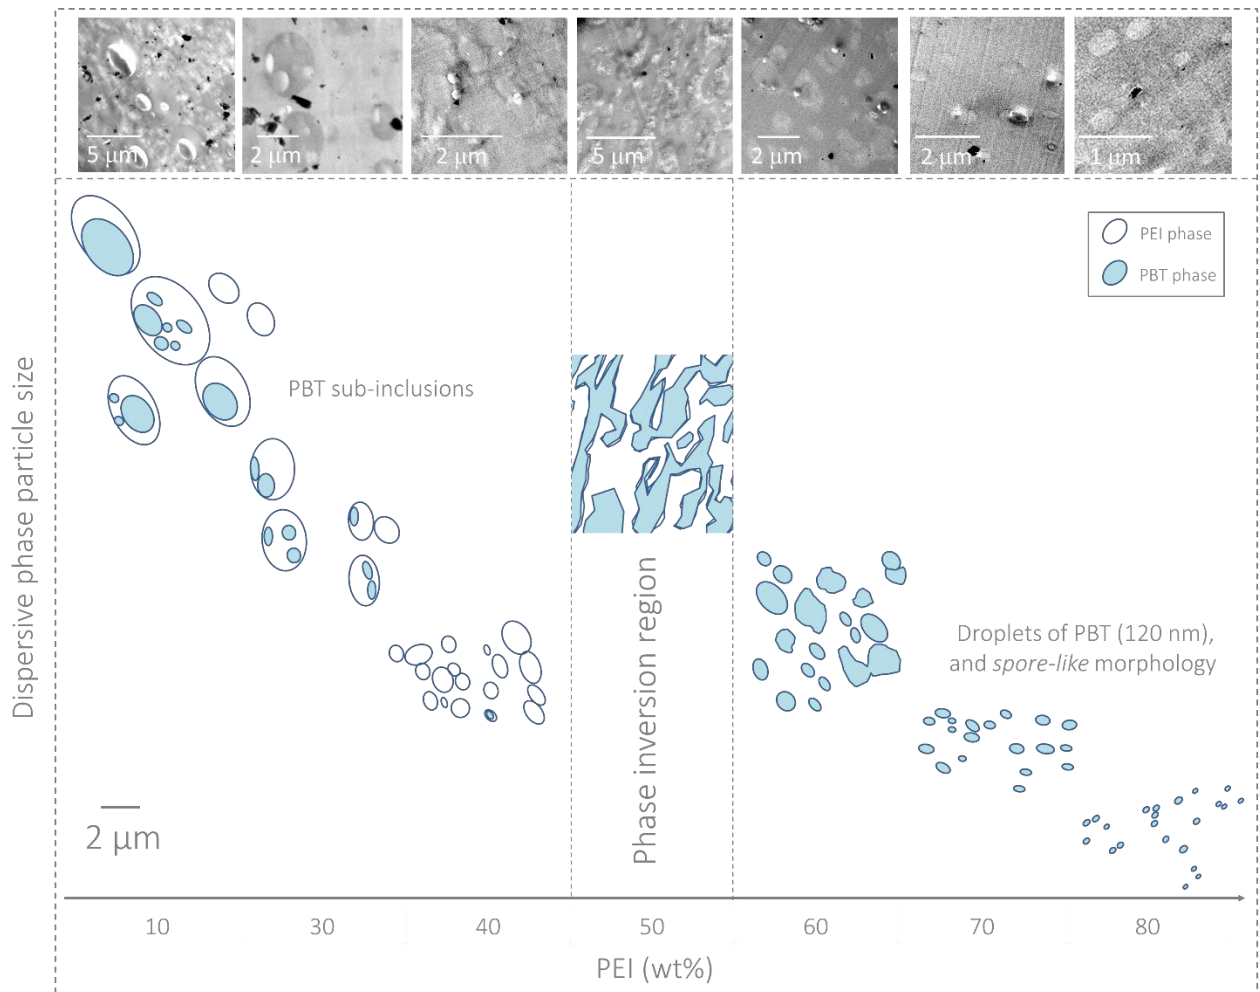 5 µm
2 µm
2 µm
5 µm
2 µm
2 µm
1 µm
PEI phase
PBT phase
PBT sub-inclusions
Dispersive phase particle size
Phase inversion region
Droplets of PBT (120 nm),
and spore-like morphology
2 µm
10
30
40
50
60
70
80
PEI (wt%)